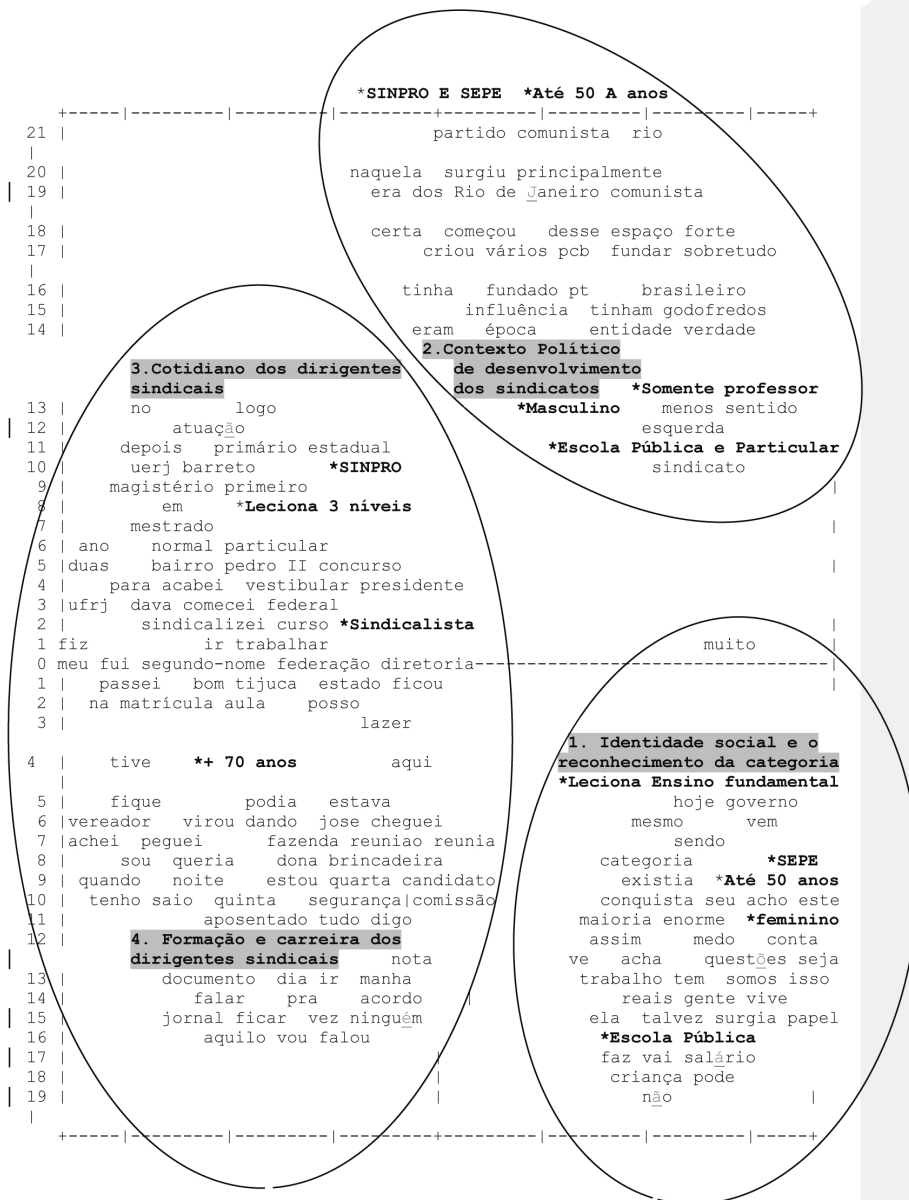 *SINPRO E SEPE *Até 50 A anos
+-----|---------|---------|---------+---------|---------|---------|-----+
21 | partido comunista rio
|
20 | naquela surgiu principalmente
19 | era dos Rio de Janeiro comunista
|
18 | certa começou desse espaço forte
17 | criou vários pcb fundar sobretudo
|
16 | tinha fundado pt brasileiro
15 | influência tinham godofredos
14 | eram época entidade verdade
2.Contexto Político
3.Cotidiano dos dirigentes de desenvolvimento
sindicais dos sindicatos *Somente professor
13 | no logo *Masculino menos sentido
12 | atuação esquerda
11 | depois primário estadual *Escola Pública e Particular
10 | uerj barreto *SINPRO sindicato
9 | magistério primeiro |
8 | em *Leciona 3 níveis
7 | mestrado |
6 | ano normal particular
5 |duas bairro pedro II concurso |
4 | para acabei vestibular presidente
3 |ufrj dava comecei federal
2 | sindicalizei curso *Sindicalista |
1 fiz ir trabalhar muito |
0 meu fui segundo-nome federação diretoria----------------------------------|
1 | passei bom tijuca estado ficou |
2 | na matrícula aula posso
3 | lazer
1. Identidade social e o
4 | tive *+ 70 anos aqui reconhecimento da categoria
| *Leciona Ensino fundamental
5 | fique podia estava hoje governo
6 |vereador virou dando jose cheguei mesmo vem
7 |achei peguei fazenda reuniao reunia sendo
8 | sou queria dona brincadeira categoria *SEPE
9 | quando noite estou quarta candidato existia *Até 50 anos
10 | tenho saio quinta segurança|comissão conquista seu acho este
11 | aposentado tudo digo maioria enorme *feminino
12 | 4. Formação e carreira dos assim medo conta
dirigentes sindicais nota ve acha questões seja
13 | documento dia ir manha trabalho tem somos isso
14 | falar pra acordo | reais gente vive
15 | jornal ficar vez ninguém ela talvez surgia papel
16 | aquilo vou falou *Escola Pública
17 | | faz vai salário
18 | | criança pode
19 | | não |
|
+-----|---------|---------|---------+---------|---------|---------|-----+